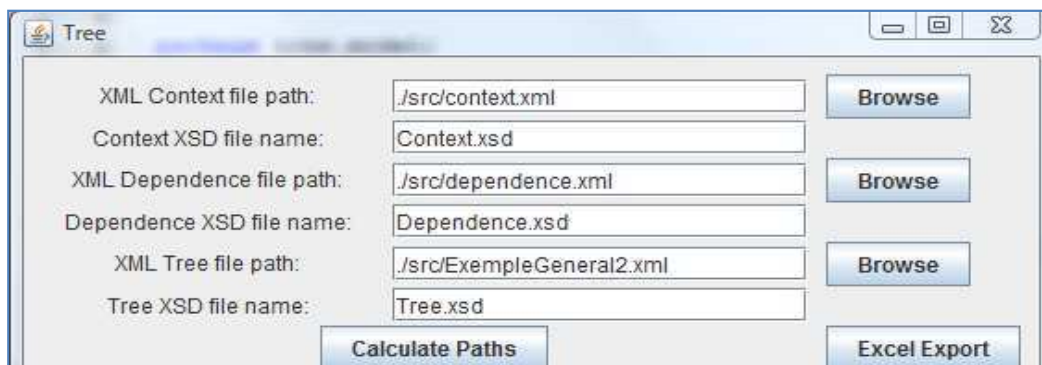 Tree
XML Context file path: ./src/context.xml Browse
Context XSD file name: Context.xsd
XML Dependence file path: ./src/dependence.xml Browse
Dependence XSD file name: Dependence.xsd
XML Tree file path: ./src/ExempleGeneral2.xml Browse
Tree XSD file name: Tree.xsd
Calculate Paths Excel Export